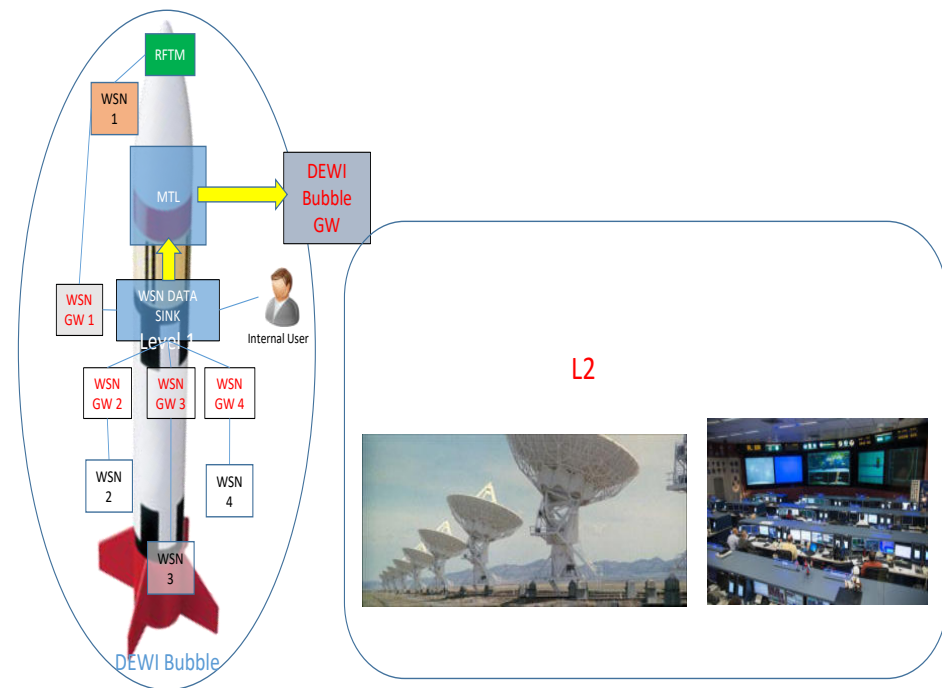 RFTM
WSN
1
MTL
DEWI
Bubble
GW
WSN
GW 1
WSN DATA
SINK
Level 1
Internal User
WSN
GW 2
WSN
GW 3
WSN
GW 4
L2
WSN
2
WSN
4
WSN
3
DEWI Bubble